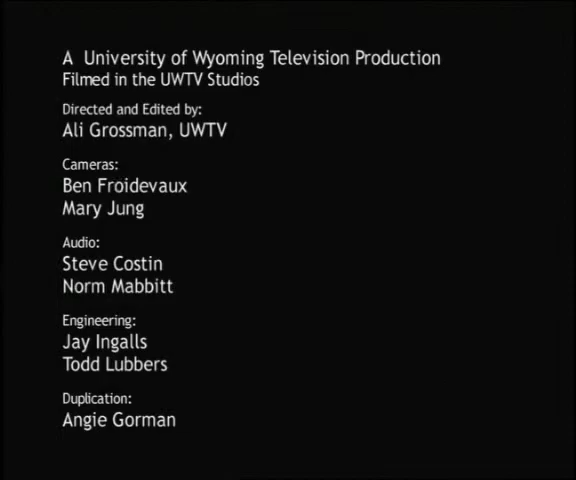 A University of Wyoming Television Production
Filmed in the UWTV Studios
Directed and Edited by:
Ali Grossman, UWTV
Cameras:
Ben Froidevaux
Mary Jung
Audio:
Steve Costin
Norm Mabbitt
Engineering:
Jay Ingalls
Todd Lubbers
Duplication:
Angie Gorman